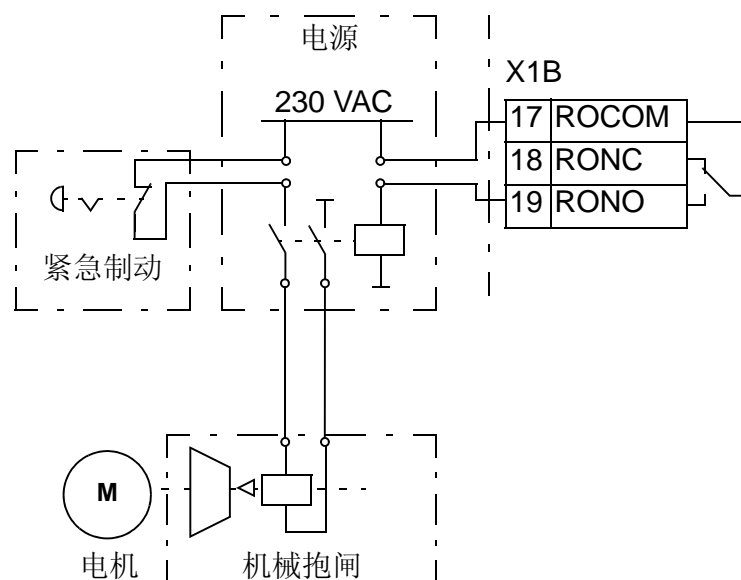 电源
X1B
230 VAC
17 ROCOM
18 RONC
19 RONO
紧急制动
M
电机
机械抱闸